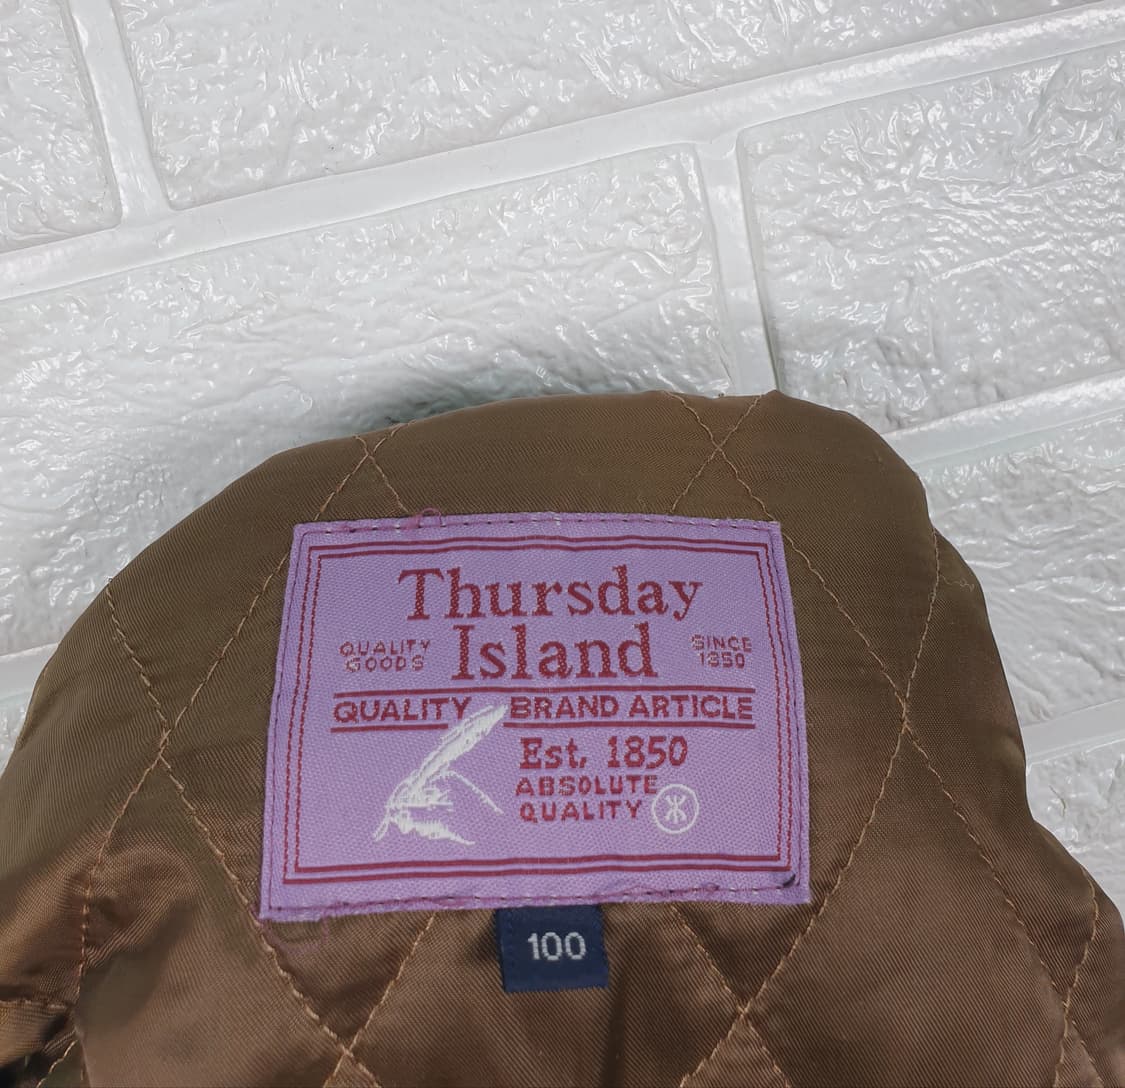 Thursday
Island
QUALITY
GOODS
SINCE
1850
QUALITY BRAND ARTICLE
Est. 1850
ABSOLUTE
QUALITY
100